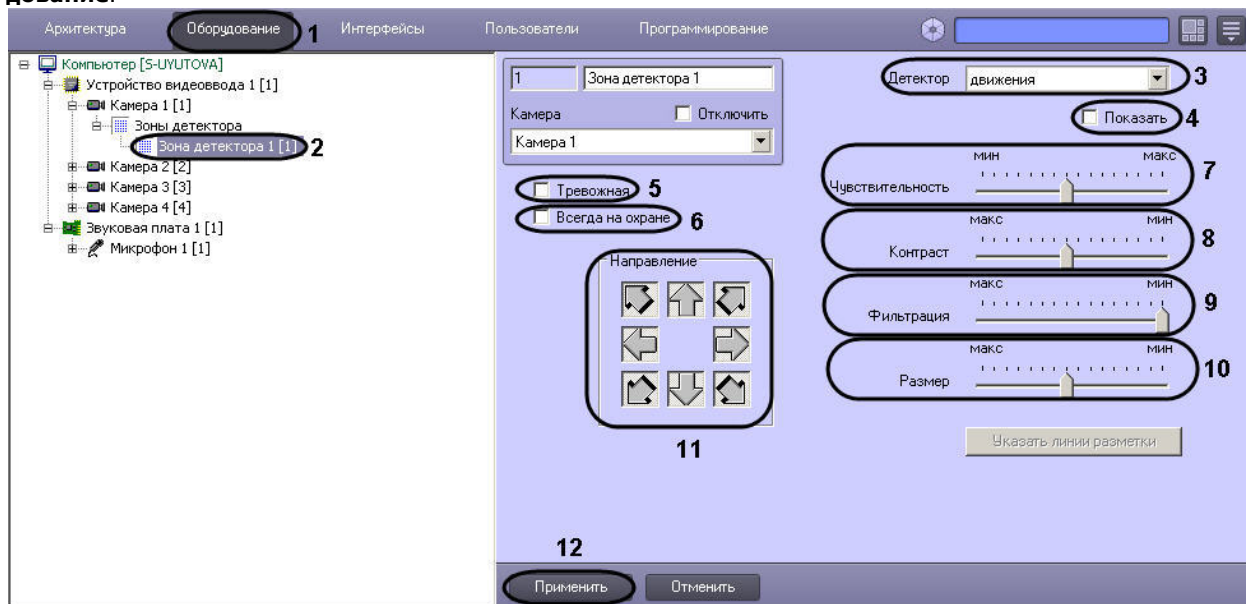 дование.
Архитектура Оборудование 1 Интерфейсы Пользователи Программирование
Компьютер [S-UYUTOVA]
Устройство видеоввода 1 [1]
Камера 1 [1]
Зоны детектора
Зона детектора 1 [1] 2
Камера 2 [2]
Камера 3 [3]
Камера 4 [4]
Звуковая плата 1 [1]
Микрофон 1 [1]
1 Зона детектора 1
Камера Отключить
Камера 1
Тревожная 5
Всегда на охране 6
Направление
11
Детектор движения 3
Показать 4
мин макс
Чувствительность 7
макс мин
Контраст 8
макс мин
Фильтрация 9
макс мин
Размер 10
Указать линии разметки
12
Применить Отменить